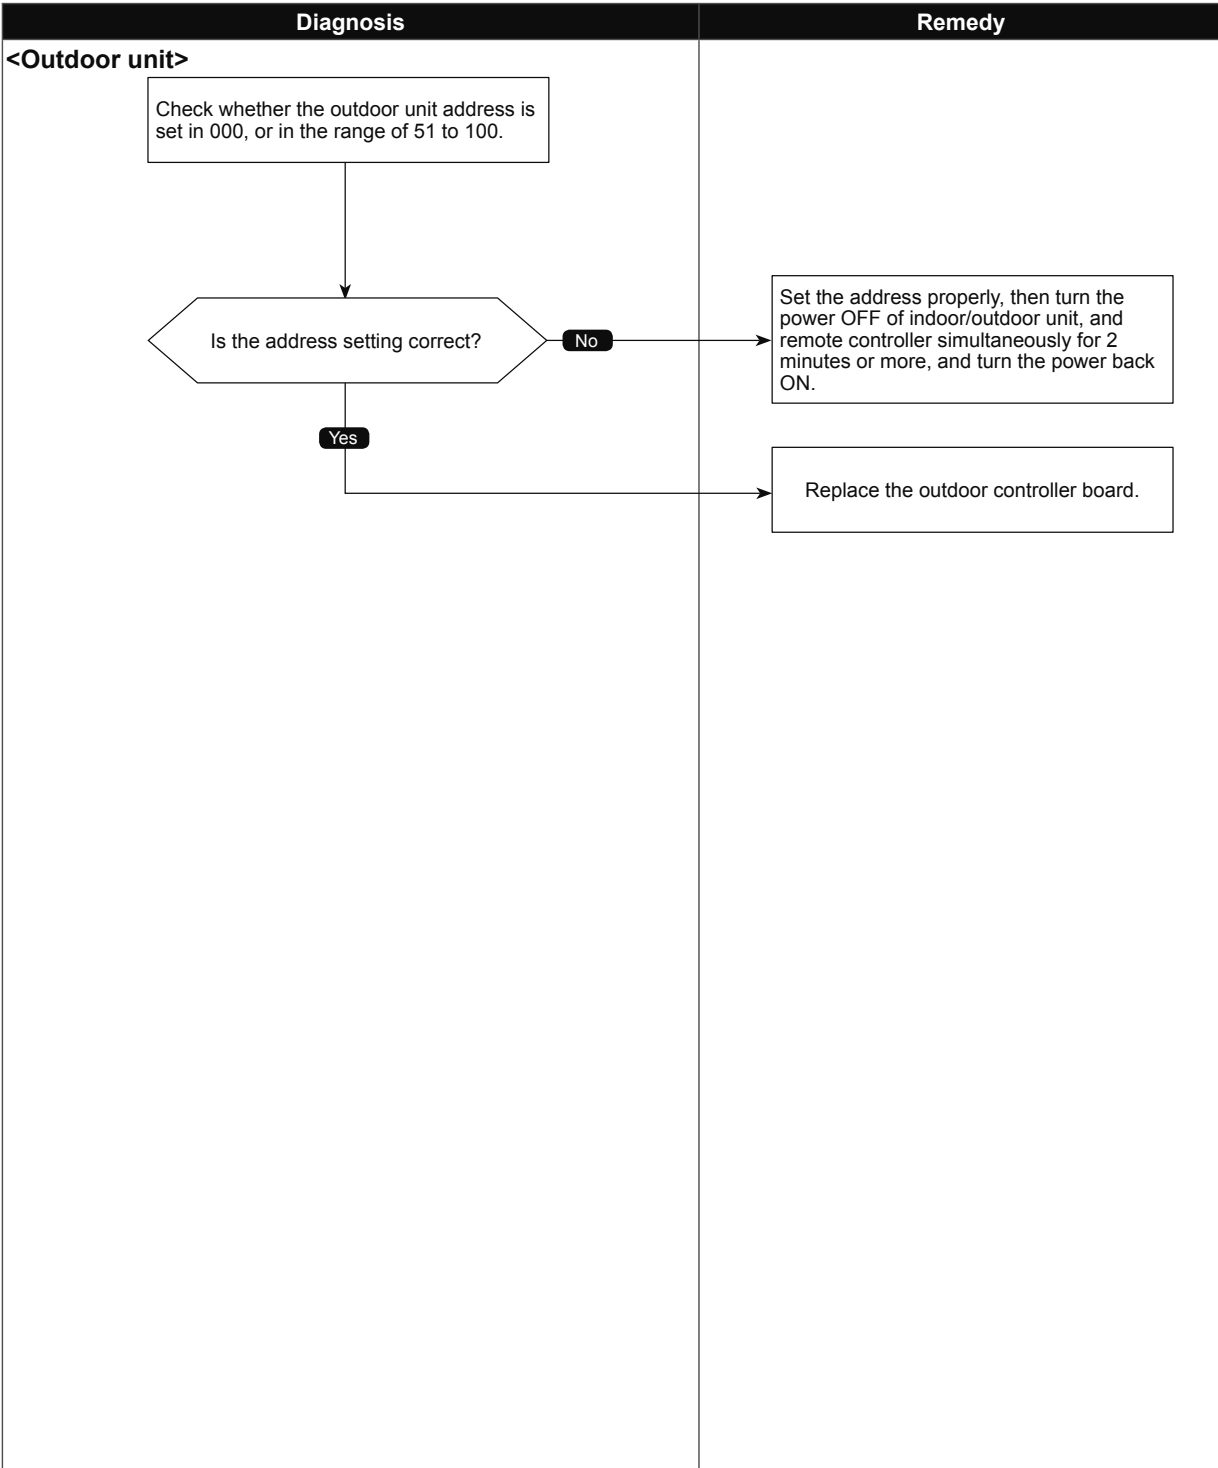 Diagnosis
Remedy
<Outdoor unit>
Check whether the outdoor unit address is
set in 000, or in the range of 51 to 100.
Is the address setting correct?
No
Set the address properly, then turn the
power OFF of indoor/outdoor unit, and
remote controller simultaneously for 2
minutes or more, and turn the power back
ON.
Yes
Replace the outdoor controller board.